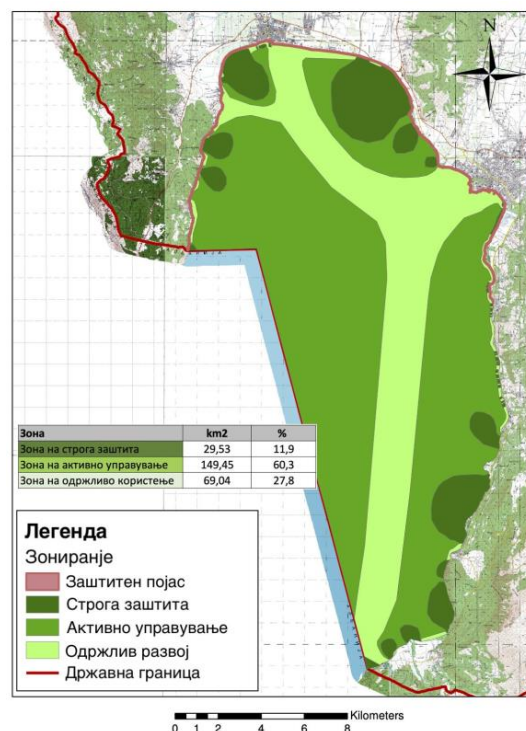 N
Зона km2 %
Зона на строга заштита 29,53 11,9
Зона на активно управување 149,45 60,3
Зона на одржливо користење 69,04 27,8
Легенда
Зонирање
Заштитен појас
Строга заштита
Активно управување
Одржлив развој
Државна граница
Kilometers
0 1 2 4 6 8